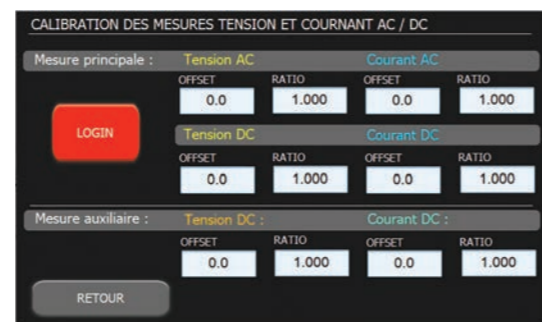 CALIBRATION DES MESURES TENSION ET COURNANT AC / DC
Mesure principale : Tension AC Courant AC
OFFSET RATIO OFFSET RATIO
0.0 1.000 0.0 1.000
LOGIN
Tension DC Courant DC
OFFSET RATIO OFFSET RATIO
0.0 1.000 0.0 1.000
Mesure auxiliaire : Tension DC : Courant DC :
OFFSET RATIO OFFSET RATIO
0.0 1.000 0.0 1.000
RETOUR